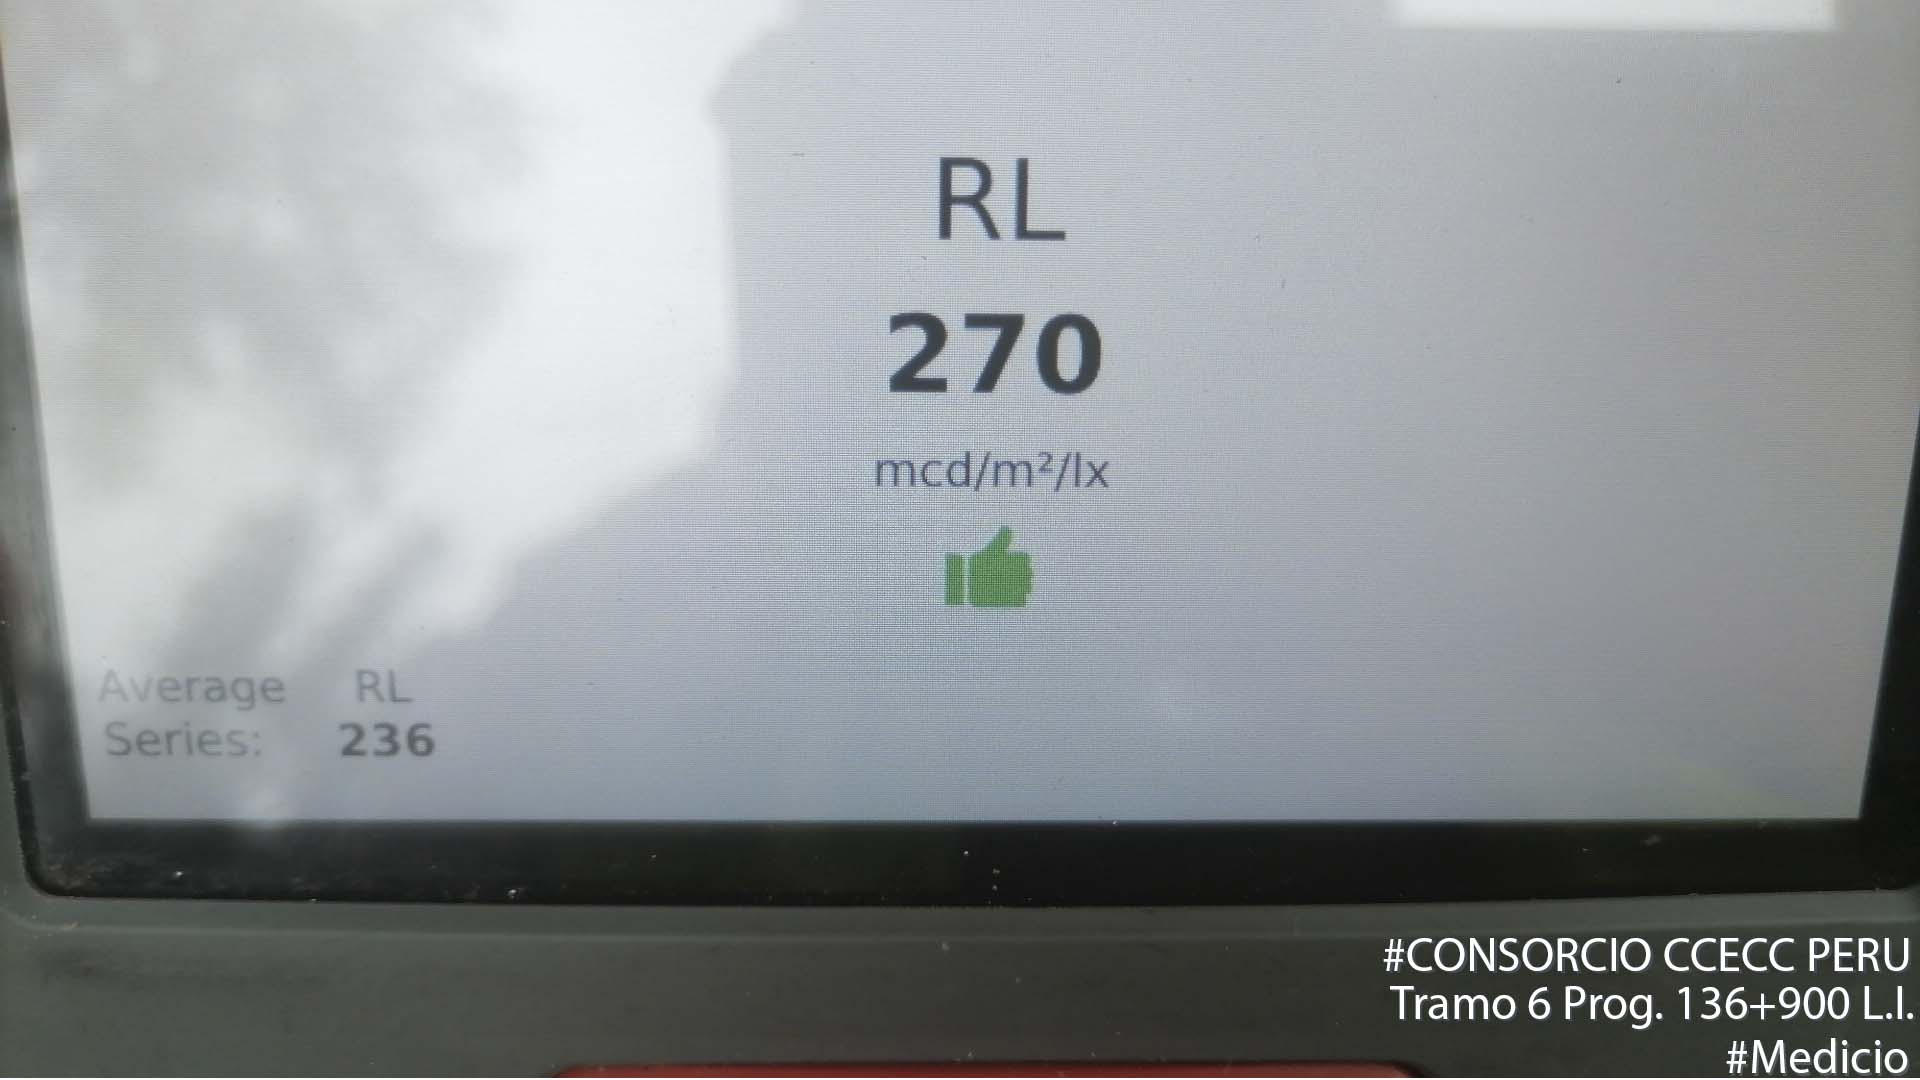 RL
270
mcd/m²/lx
Average RL
Series: 236
#CONSORCIO CCECC PERU
Tramo 6 Prog. 136+900 L.I.
#Medicio